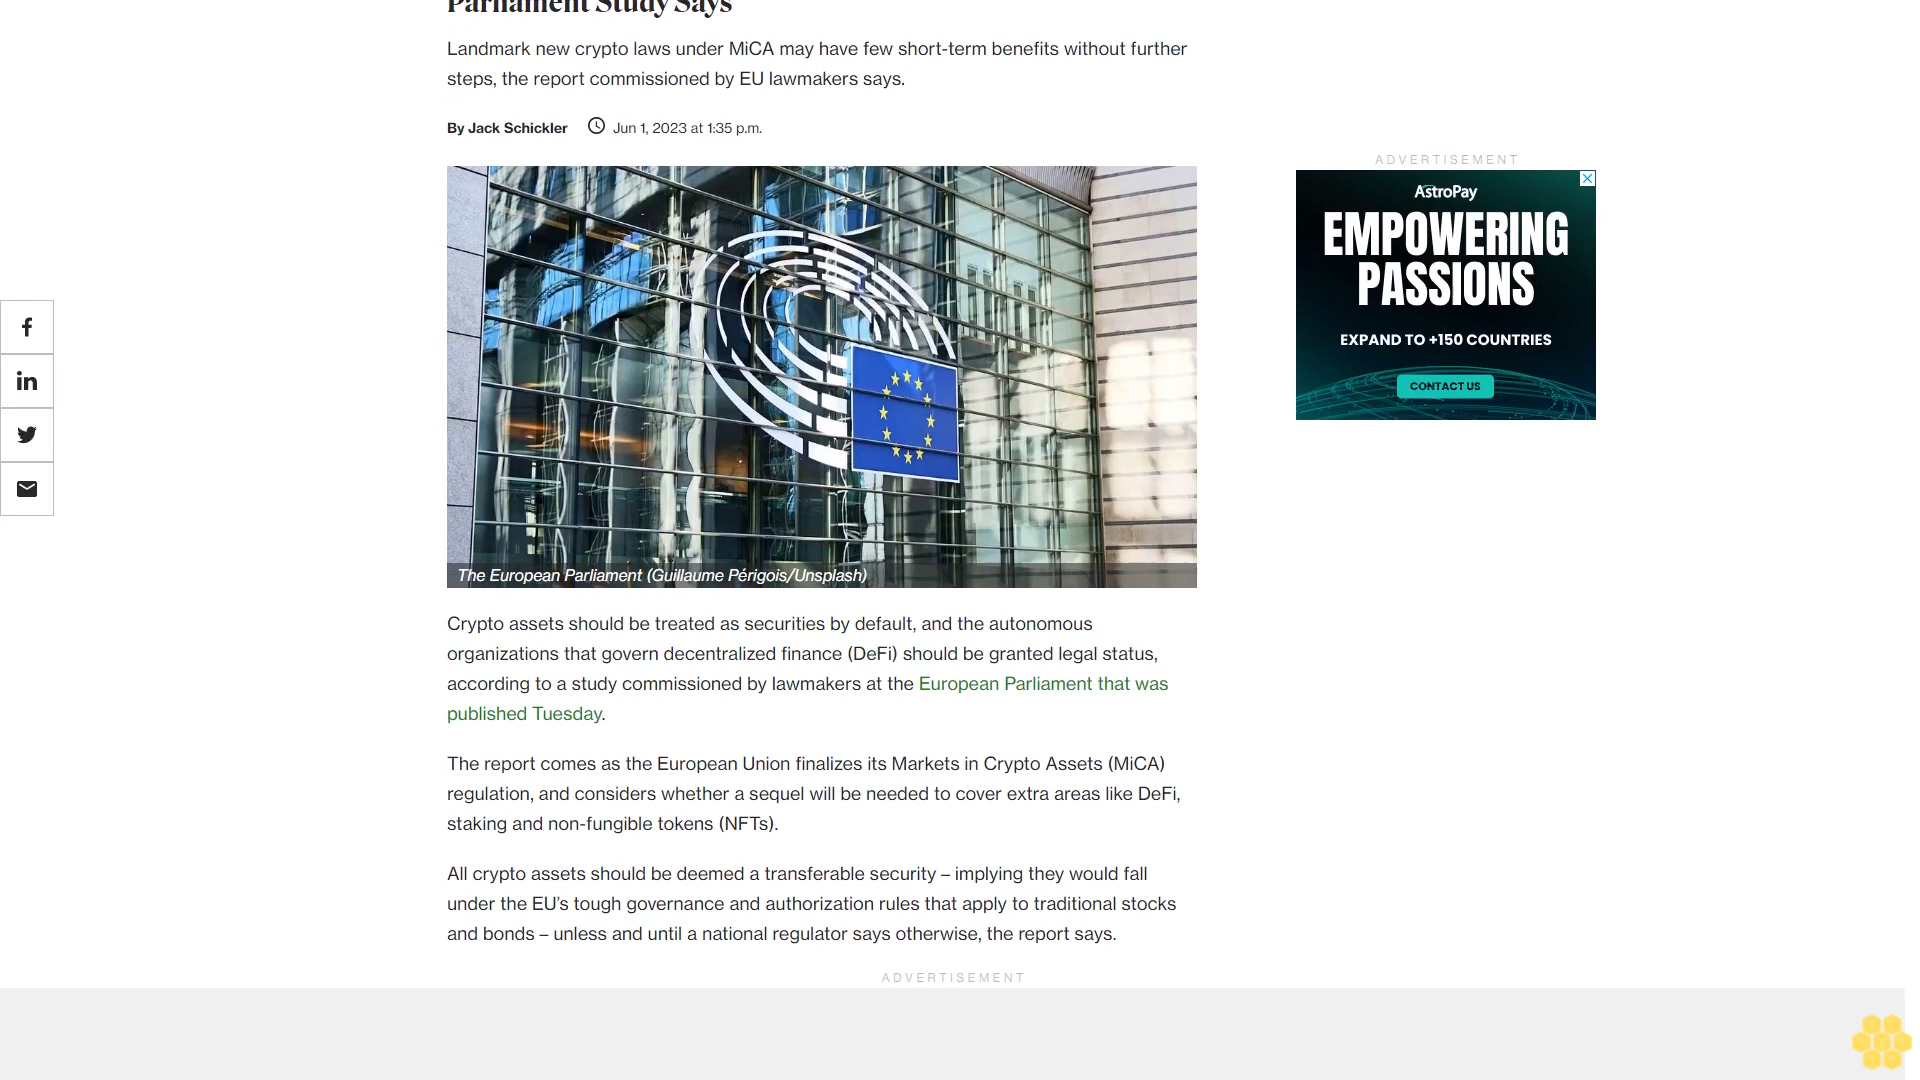 Parliament Study Says
Landmark new crypto laws under MiCA may have few short-term benefits without further
steps, the report commissioned by EU lawmakers says.
By Jack Schickler Jun 1, 2023 at 1:35 p.m.
ADVERTISEMENT
AstroPay
EMPOWERING
PASSIONS
EXPAND TO +150 COUNTRIES
CONTACT US
The European Parliament (Guillaume Périgois/Unsplash)
Crypto assets should be treated as securities by default, and the autonomous
organizations that govern decentralized finance (DeFi) should be granted legal status,
according to a study commissioned by lawmakers at the European Parliament that was
published Tuesday.
The report comes as the European Union finalizes its Markets in Crypto Assets (MiCA)
regulation, and considers whether a sequel will be needed to cover extra areas like DeFi,
staking and non-fungible tokens (NFTs).
All crypto assets should be deemed a transferable security – implying they would fall
under the EU’s tough governance and authorization rules that apply to traditional stocks
and bonds – unless and until a national regulator says otherwise, the report says.
ADVERTISEMENT